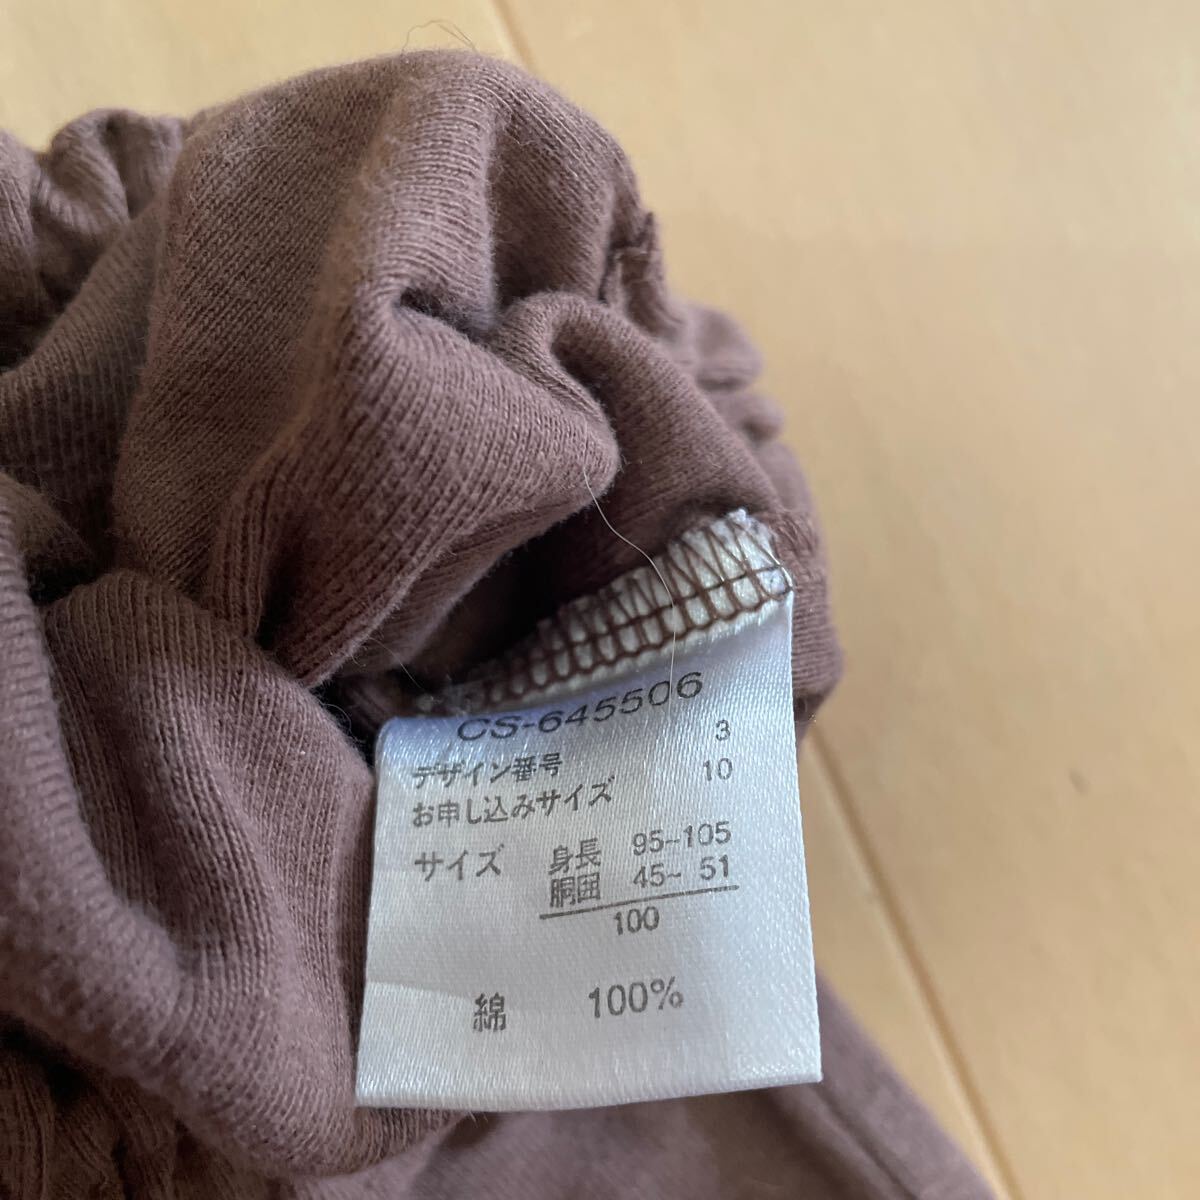 CS-645506
デザイン番号 3
お申し込みサイズ 10
サイズ 身長 95~105
胴囲 45~ 51
100
綿 100%